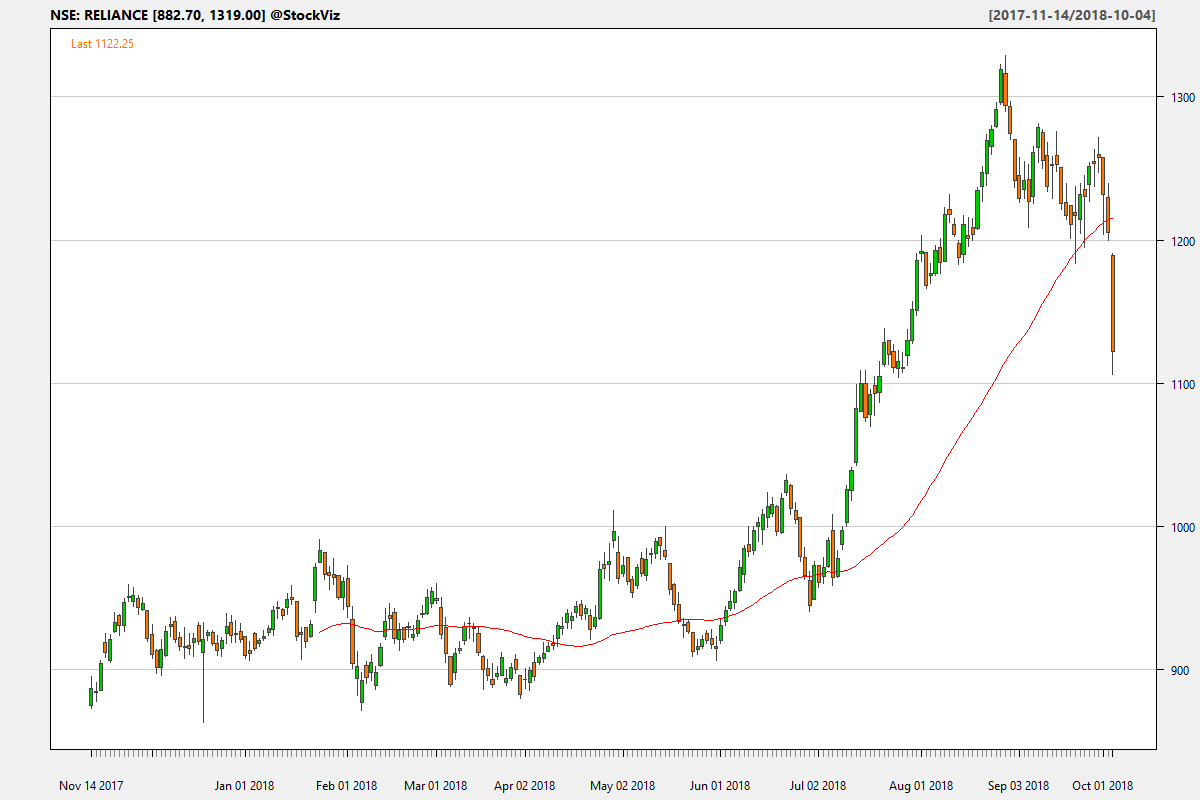 NSE: RELIANCE [882.70, 1319.00] @StockViz
[2017-11-14/2018-10-04]
Last 1122.25
1300
1200
1100
1000
900
Nov 14 2017 Jan 01 2018 Feb 01 2018 Mar 01 2018 Apr 02 2018 May 02 2018 Jun 01 2018 Jul 02 2018 Aug 01 2018 Sep 03 2018 Oct 01 2018